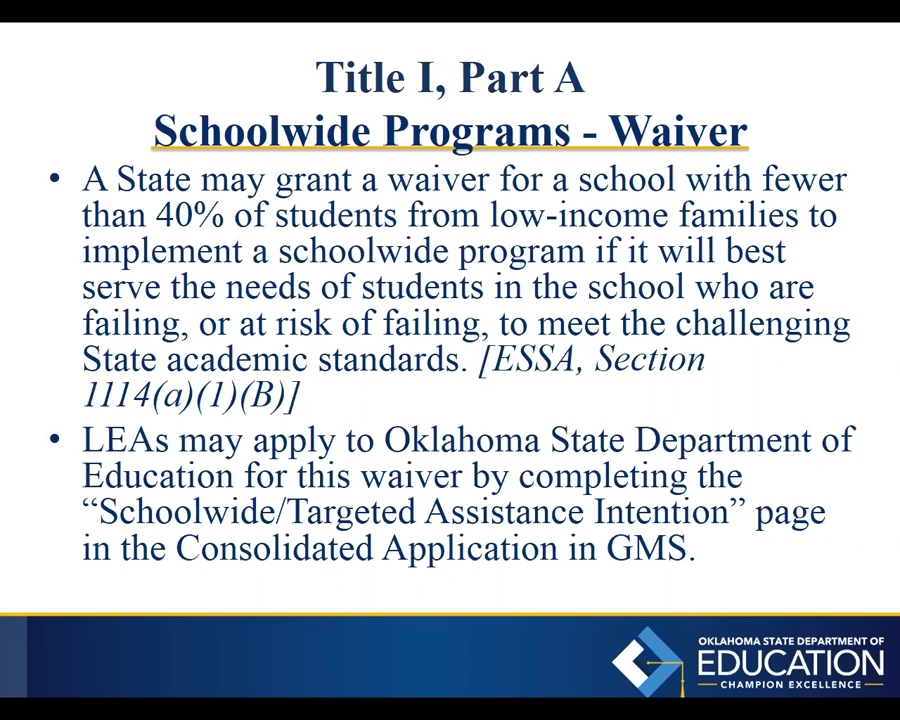 Title I, Part A
Schoolwide Programs - Waiver
• A State may grant a waiver for a school with fewer
than 40% of students from low-income families to
implement a schoolwide program if it will best
serve the needs of students in the school who are
failing, or at risk of failing, to meet the challenging
State academic standards. [ESSA, Section
1114(a)(1)(B)]
• LEAs may apply to Oklahoma State Department of
Education for this waiver by completing the
“Schoolwide/Targeted Assistance Intention” page
in the Consolidated Application in GMS.
OKLAHOMA STATE DEPARTMENT OF
EDUCATION
CHAMPION EXCELLENCE